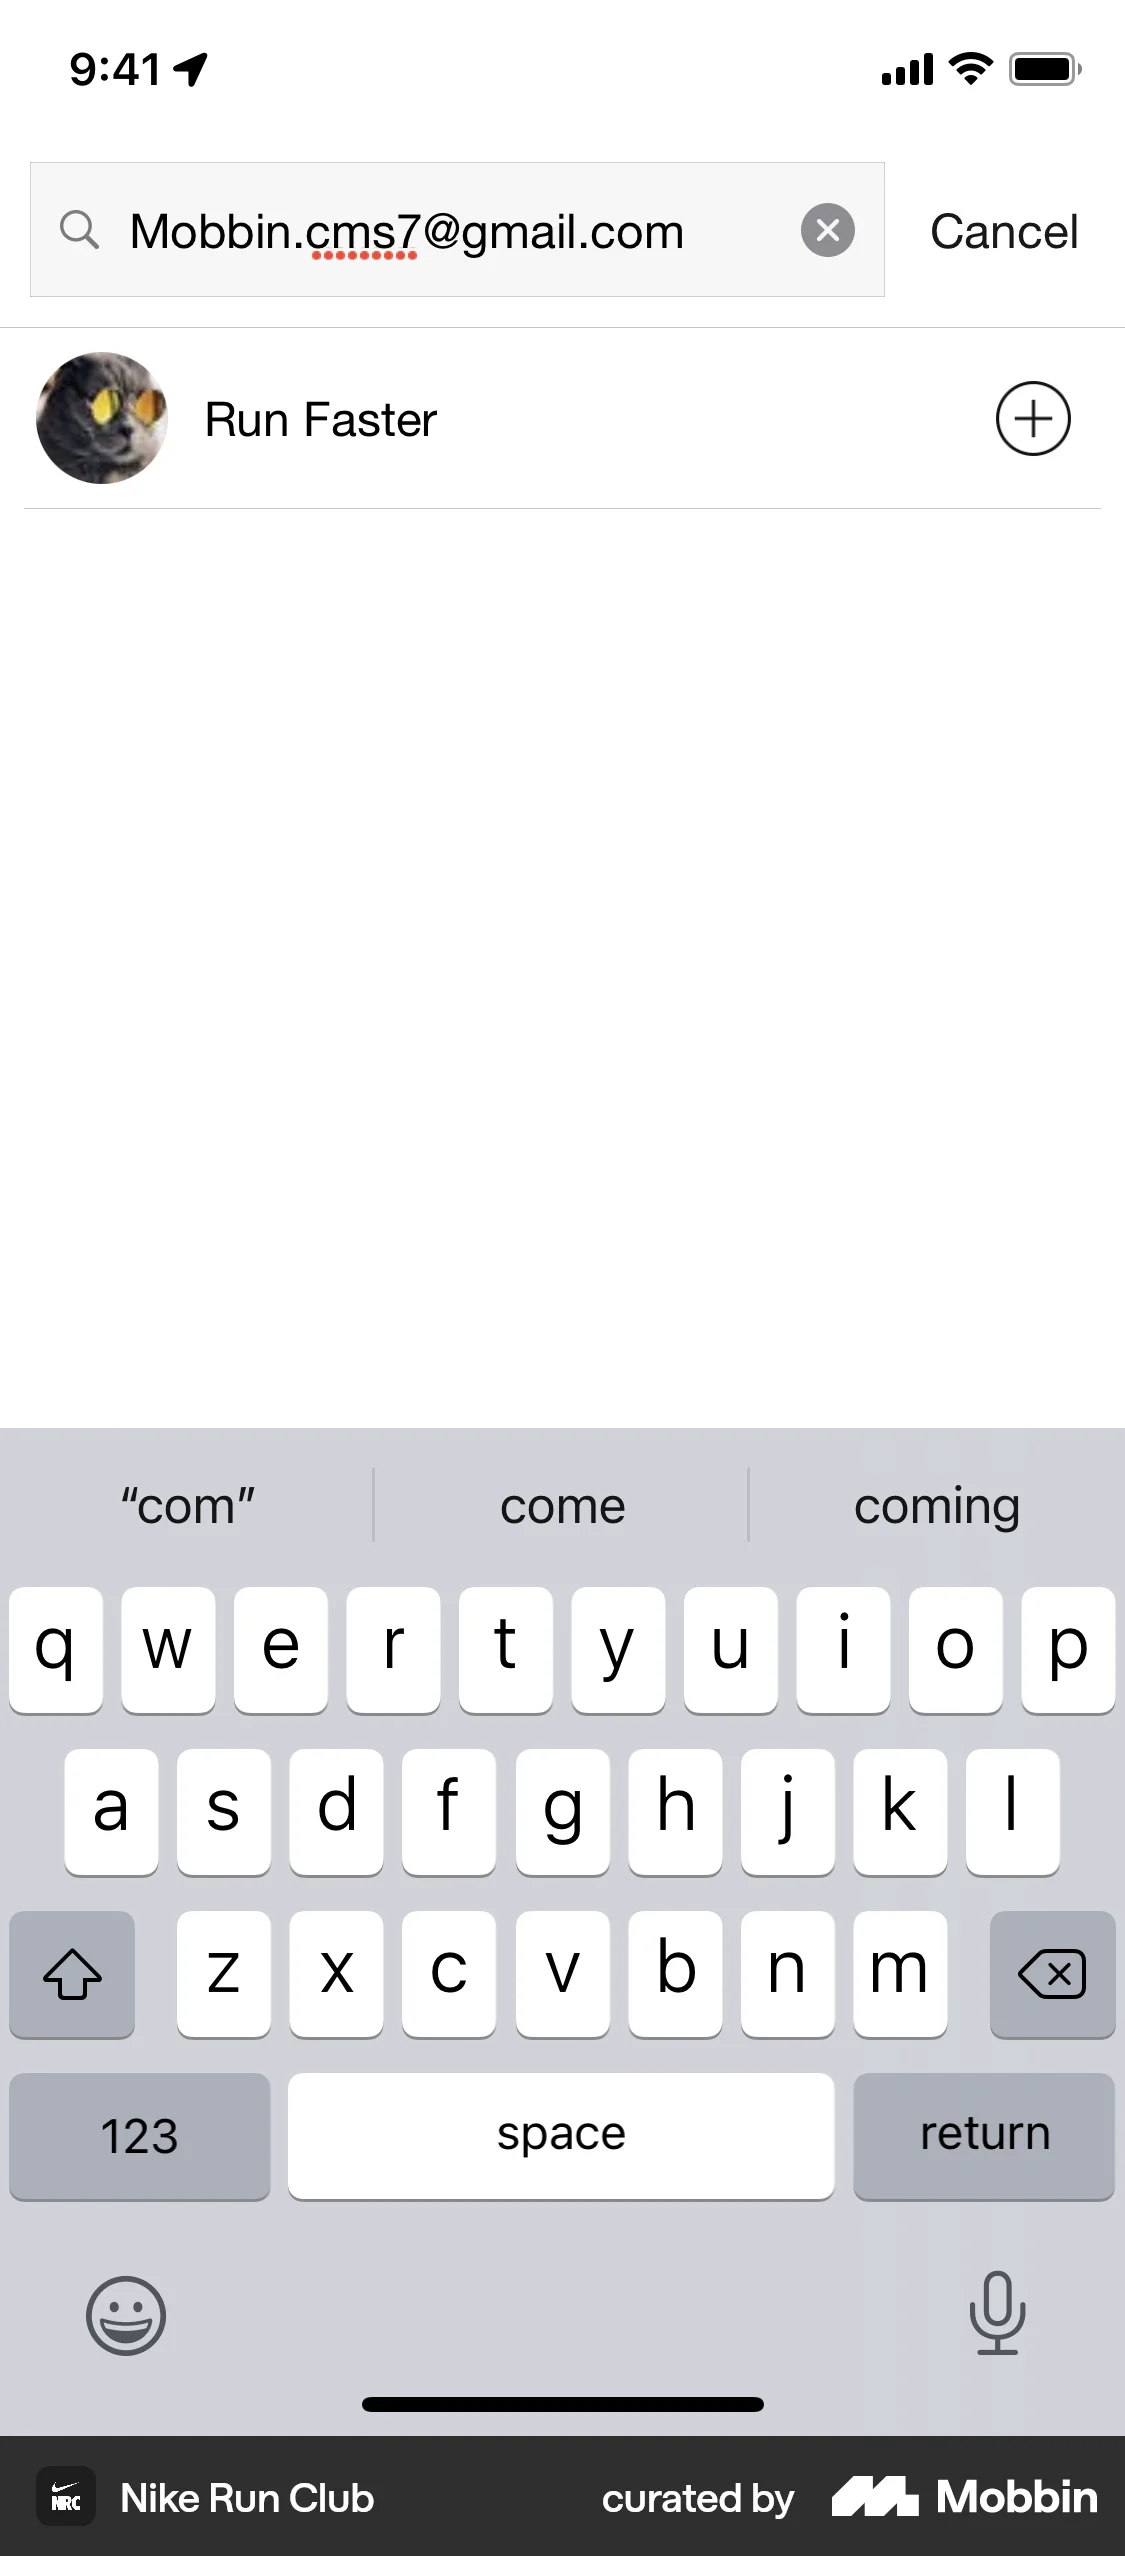 9:41
Mobbin.cms7@gmail.com
Cancel
Run Faster
“com” come coming
q w e r t y u i o p
a s d f g h j k l
z x c v b n m
123 space return
NRC Nike Run Club curated by Mobbin